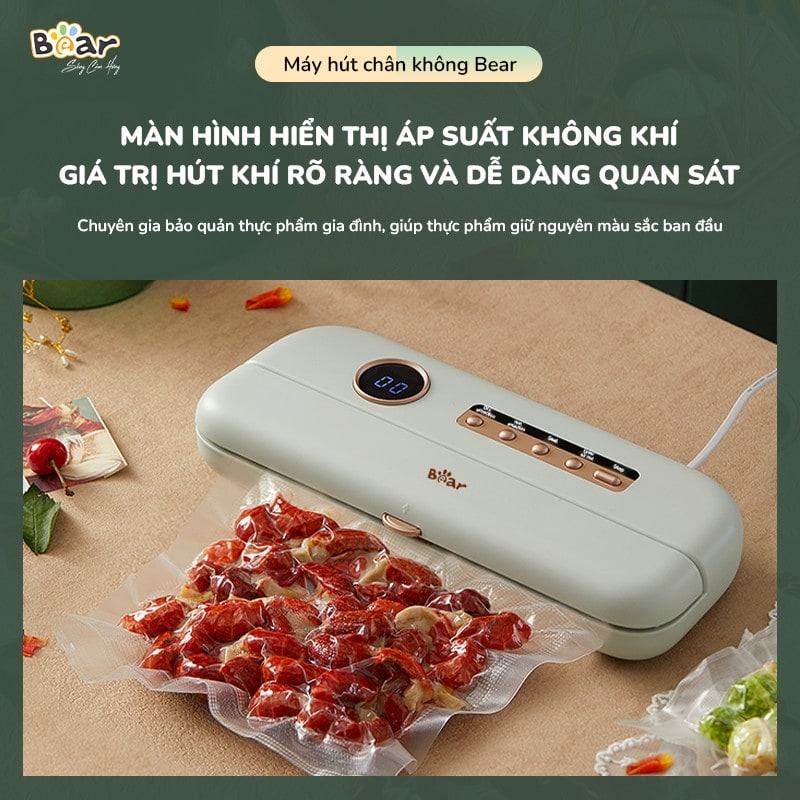 Bear
Máy hút chân không Bear
MÀN HÌNH HIỂN THỊ ÁP SUẤT KHÔNG KHÍ
GIÁ TRỊ HÚT KHÍ RÕ RÀNG VÀ DỄ DÀNG QUAN SÁT
Chuyên gia bảo quản thực phẩm gia đình, giúp thực phẩm giữ nguyên màu sắc ban đầu
00
Seal
Stop
Bear